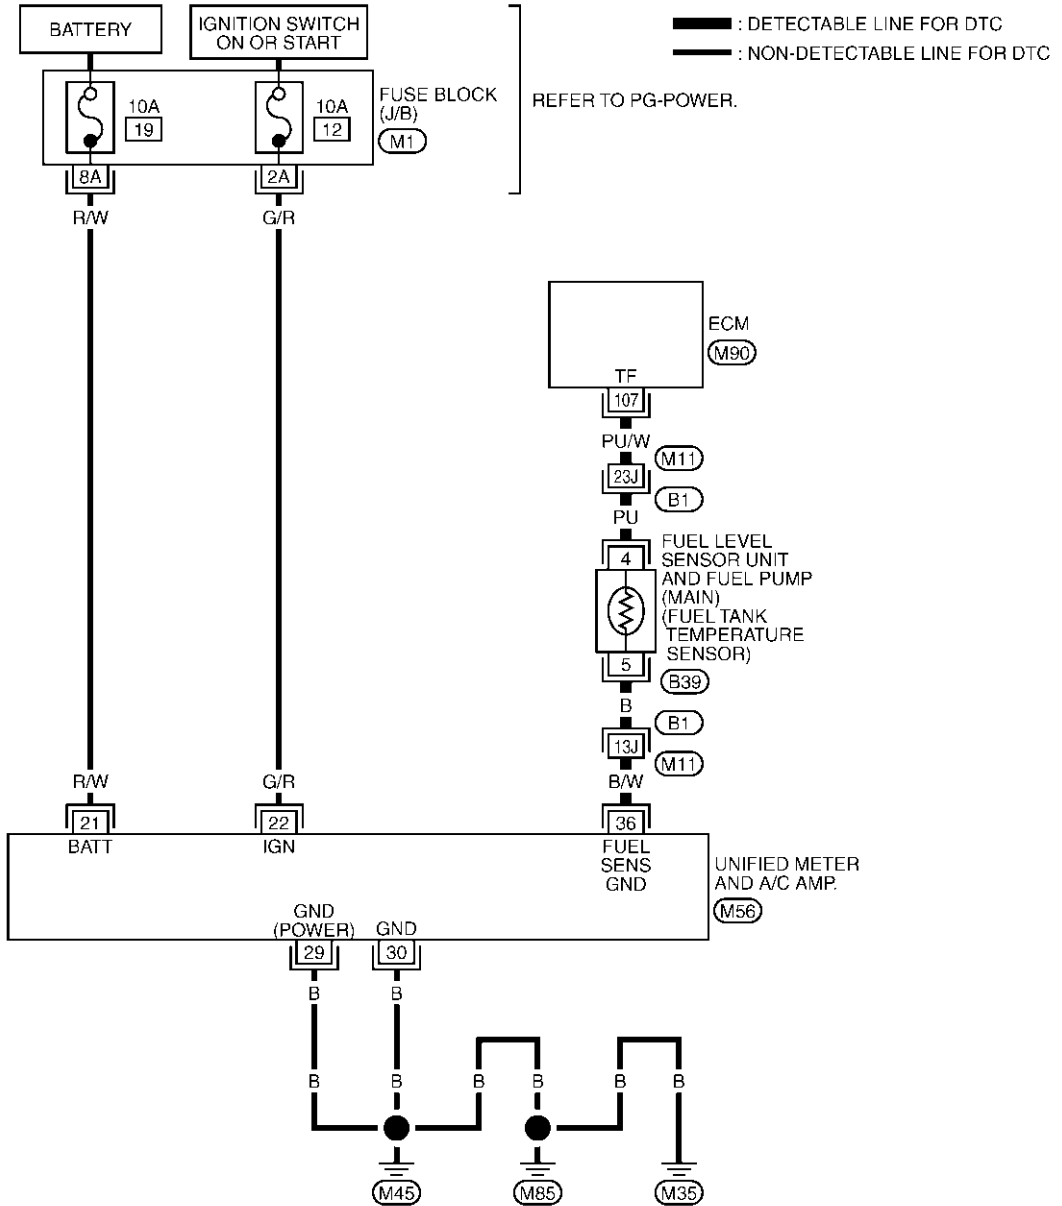 BATTERY
IGNITION SWITCH
ON OR START
: DETECTABLE LINE FOR DTC
: NON-DETECTABLE LINE FOR DTC
10A
19
10A
12
FUSE BLOCK
(J/B)
M1
REFER TO PG-POWER.
8A
2A
R/W
G/R
ECM
M90
TF
107
PU/W
M11
23J
B1
PU
4
FUEL LEVEL
SENSOR UNIT
AND FUEL PUMP
(MAIN)
(FUEL TANK
TEMPERATURE
SENSOR)
5
B39
B
B1
13J
M11
R/W
G/R
B/W
21
22
36
BATT
IGN
FUEL
SENS
GND
UNIFIED METER
AND A/C AMP.
M56
GND
(POWER)
GND
29
30
B
B
B
B
B
B
B
B
M45
M85
M35